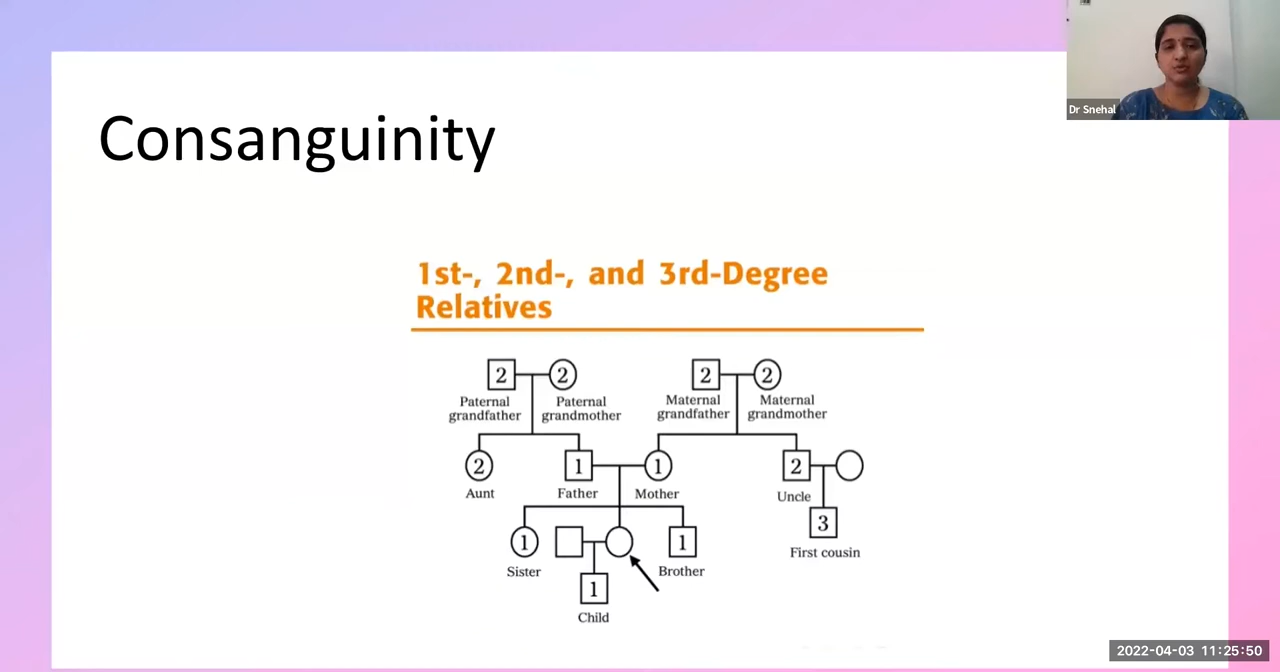 Dr Snehal
Consanguinity
1st-, 2nd-, and 3rd-Degree
Relatives
2 2 2 2
Paternal grandfather
Paternal grandmother
Maternal grandfather
Maternal grandmother
2 1 1 2
Aunt Father Mother Uncle
3
First cousin
1 1
Sister Brother
1
Child
2022-04-03 11:25:50